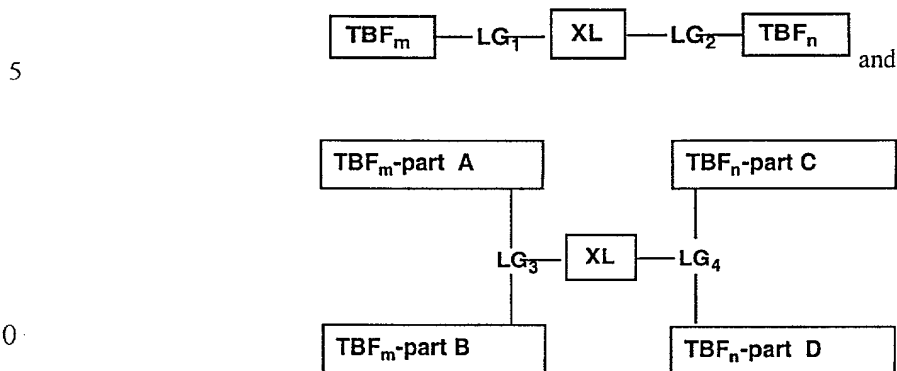 TBFm LG1 XL LG2 TBFn and
5
TBFm-part A TBFn-part C
LG3 XL LG4
0
TBFm-part B TBFn-part D